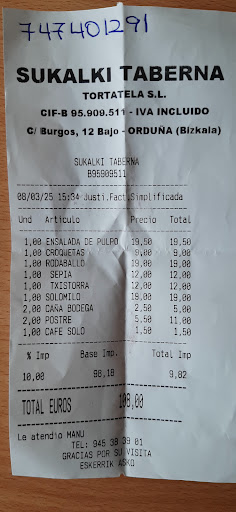 747401291
SUKALKI TABERNA
TORTATELA S.L.
CIF-B 95.909.511 - IVA INCLUIDO
C/ Burgos, 12 Bajo - ORDUÑA (Bizkaia)
SUKALKI TABERNA
B95909511
08/03/25 15:34 Justi.Fact.Simplificada
Und Artículo Precio Total
1,00 ENSALADA DE PULPO 19,50 19,50
1,00 CROQUETAS 9,00 9,00
1,00 RODABALLO 19,00 19,00
1,00 SEPIA 12,00 12,00
1,00 TXISTORRA 12,00 12,00
1,00 SOLOMILO 19,00 19,00
2,00 CAÑA BODEGA 2,50 5,00
2,00 POSTRE 5,50 11,00
1,00 CAFE SOLO 1,50 1,50
% Imp Base Imp. Total Imp
10,00 98,18 9,82
TOTAL EUROS 108,00
Le atendio MANU
TEL: 945 38 39 01
GRACIAS POR SU VISITA
ESKERRIK ASKO